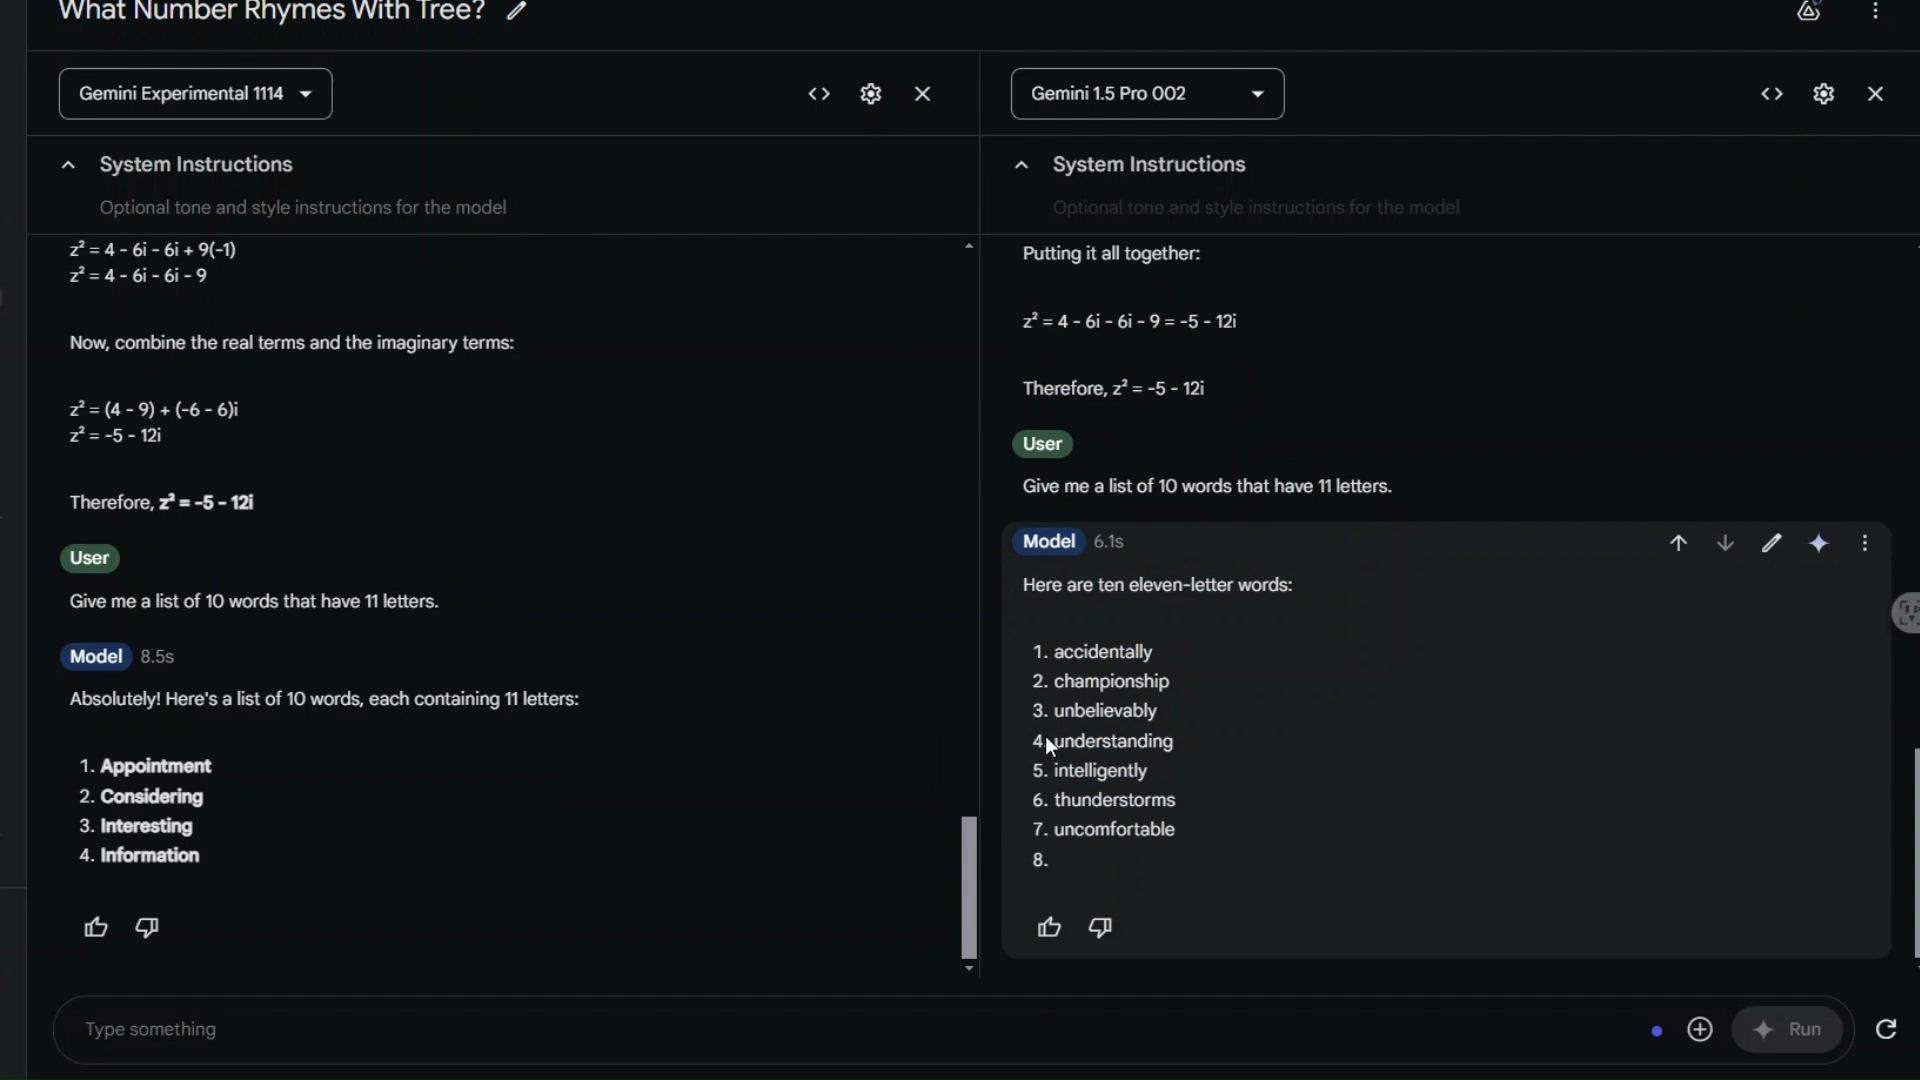 What Number Rhymes With Tree?
Gemini Experimental 1114
System Instructions
Optional tone and style instructions for the model
z² = 4 - 6i - 6i + 9(-1)
z² = 4 - 6i - 6i - 9
Now, combine the real terms and the imaginary terms:
z² = (4 - 9) + (-6 - 6)i
z² = -5 - 12i
Therefore, z² = -5 - 12i
User
Give me a list of 10 words that have 11 letters.
Model 8.5s
Absolutely! Here's a list of 10 words, each containing 11 letters:
1. Appointment
2. Considering
3. Interesting
4. Information
Gemini 1.5 Pro 002
System Instructions
Optional tone and style instructions for the model
Putting it all together:
z² = 4 - 6i - 6i - 9 = -5 - 12i
Therefore, z² = -5 - 12i
User
Give me a list of 10 words that have 11 letters.
Model 6.1s
Here are ten eleven-letter words:
1. accidentally
2. championship
3. unbelievably
4. understanding
5. intelligently
6. thunderstorms
7. uncomfortable
8.
Type something
Run